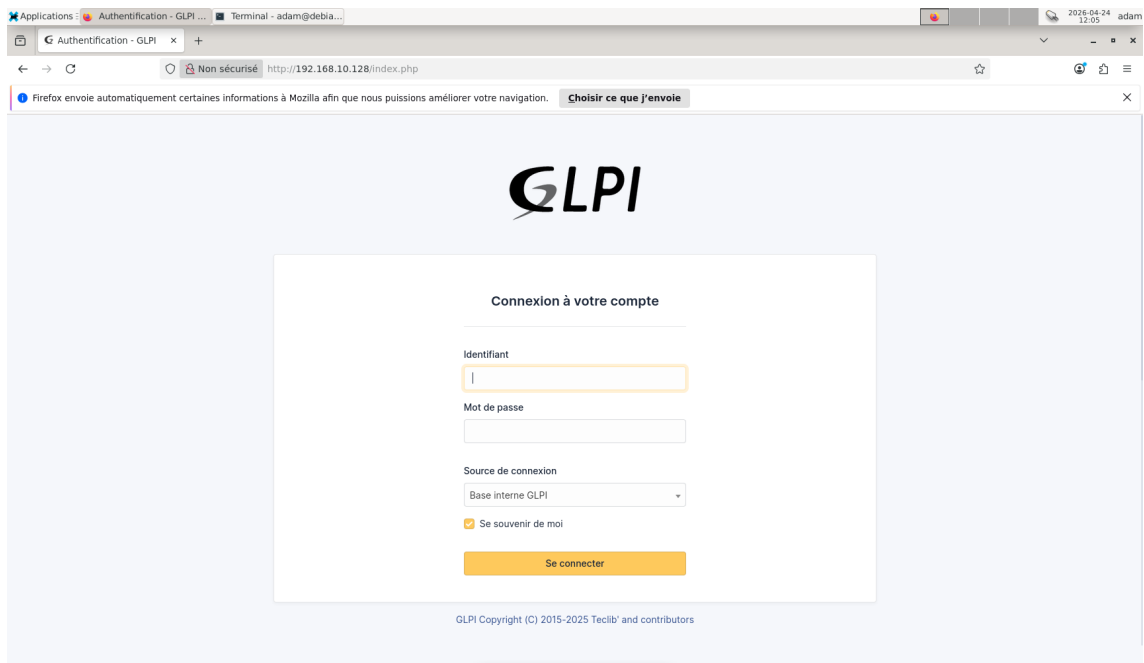 Applications
Authentification - GLPI ...
Terminal - adam@debia...
2026-04-24
12:05
adam
Authentification - GLPI
Non sécurisé
http://192.168.10.128/index.php
Firefox envoie automatiquement certaines informations à Mozilla afin que nous puissions améliorer votre navigation.
Choisir ce que j’envoie
GLPI
Connexion à votre compte
Identifiant
Mot de passe
Source de connexion
Base interne GLPI
Se souvenir de moi
Se connecter
GLPI Copyright (C) 2015-2025 Teclib' and contributors